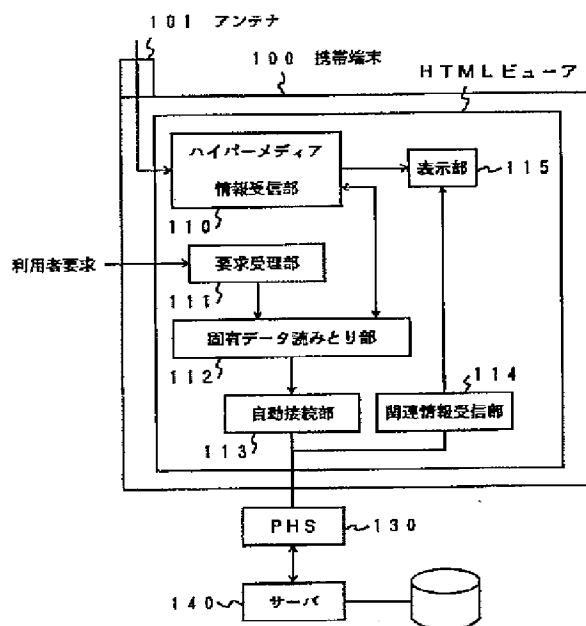 １０１ アンテナ
１００ 携帯端末
ＨＴＭＬビューア
ハイパーメディア
情報受信部
１１０
表示部
１１５
利用者要求
要求受理部
１１１
固有データ読みとり部
１１２
自動接続部
１１３
関連情報受信部
１１４
ＰＨＳ
１３０
サーバ
１４０